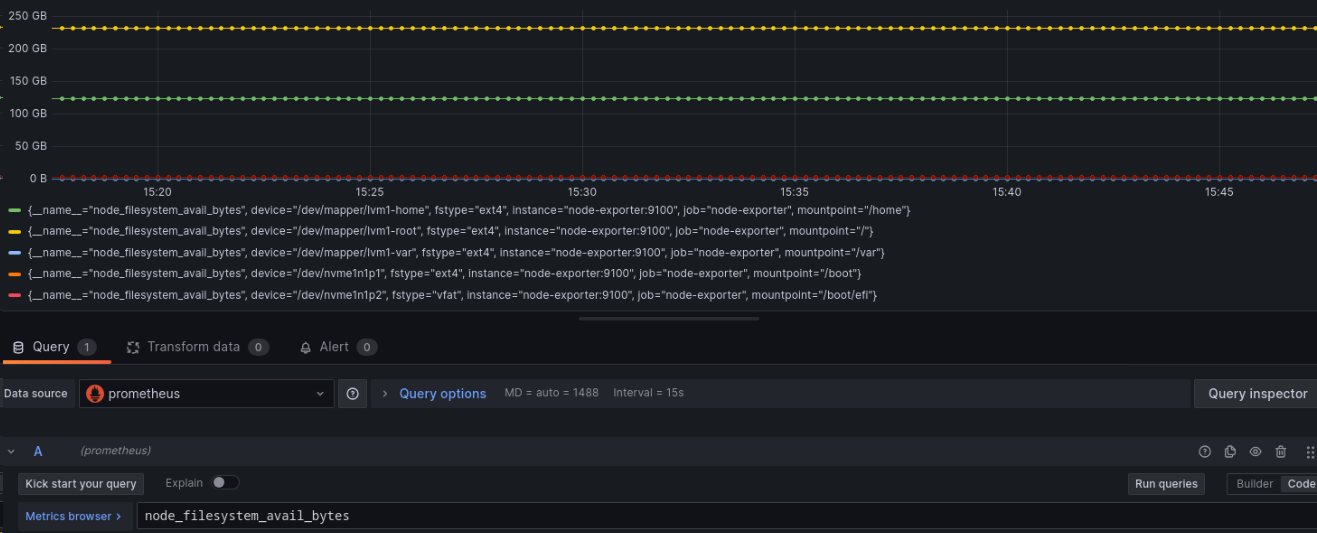 250 GB
200 GB
150 GB
100 GB
50 GB
0 B
15:20 15:25 15:30 15:35 15:40 15:45
{__name__="node_filesystem_avail_bytes", device="/dev/mapper/lvm1-home", fstype="ext4", instance="node-exporter:9100", job="node-exporter", mountpoint="/home"}
{__name__="node_filesystem_avail_bytes", device="/dev/mapper/lvm1-root", fstype="ext4", instance="node-exporter:9100", job="node-exporter", mountpoint="/"}
{__name__="node_filesystem_avail_bytes", device="/dev/mapper/lvm1-var", fstype="ext4", instance="node-exporter:9100", job="node-exporter", mountpoint="/var"}
{__name__="node_filesystem_avail_bytes", device="/dev/nvme1n1p1", fstype="ext4", instance="node-exporter:9100", job="node-exporter", mountpoint="/boot"}
{__name__="node_filesystem_avail_bytes", device="/dev/nvme1n1p2", fstype="vfat", instance="node-exporter:9100", job="node-exporter", mountpoint="/boot/efi"}
Query 1 Transform data 0 Alert 0
Data source prometheus Query options MD = auto = 1488 Interval = 15s Query inspector
A (prometheus)
Kick start your query Explain Run queries Builder Code
Metrics browser > node_filesystem_avail_bytes